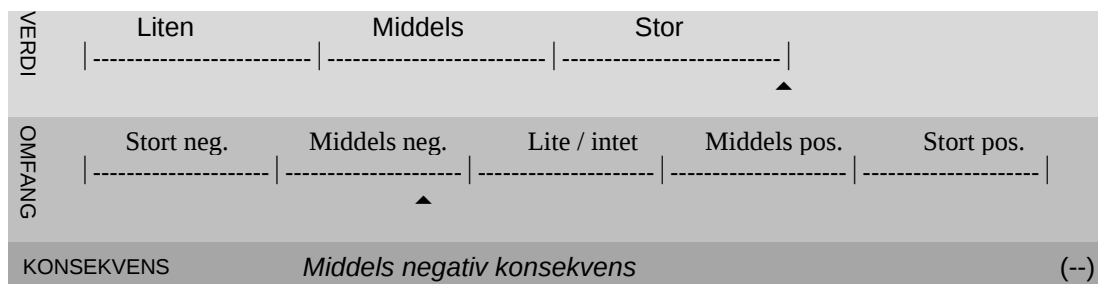 VERDI
Liten Middels Stor
|--------------------------|--------------------------|--------------------------|
OMFANG
Stort neg. Middels neg. Lite / intet Middels pos. Stort pos.
|---------------------|---------------------|---------------------|---------------------|---------------------|
KONSEKVENS Middels negativ konsekvens (--)